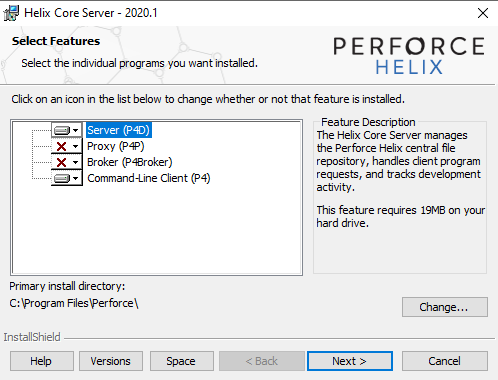 Helix Core Server - 2020.1
Select Features
Select the individual programs you want installed.
PERFORCE
HELIX
Click on an icon in the list below to change whether or not that feature is installed.
Server (P4D)
Proxy (P4P)
Broker (P4Broker)
Command-Line Client (P4)
Feature Description
The Helix Core Server manages
the Perforce Helix central file
repository, handles client program
requests, and tracks development
activity.
This feature requires 19MB on your
hard drive.
Primary install directory:
C:\Program Files\Perforce\
Change...
InstallShield
Help
Versions
Space
< Back
Next >
Cancel